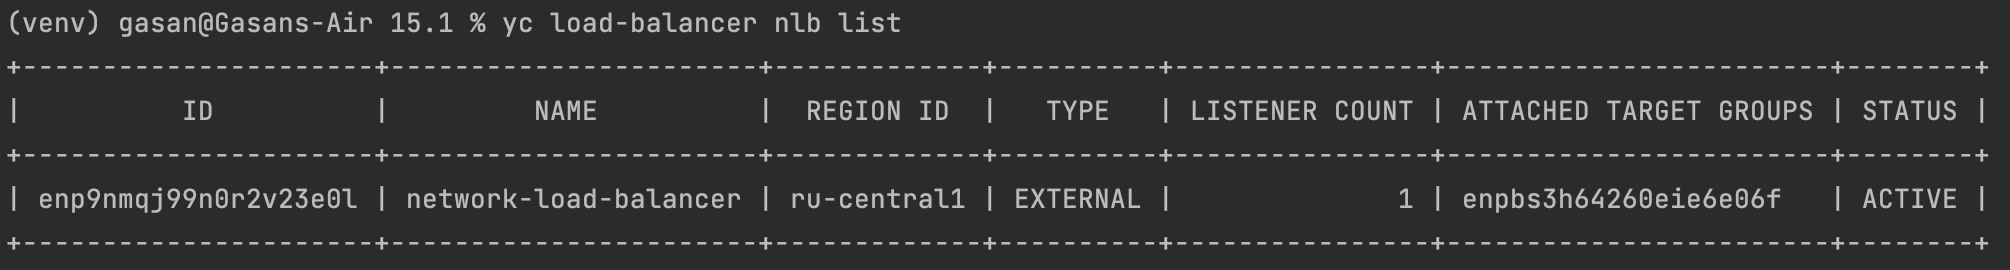 (venv) gasan@Gasans-Air 15.1 % yc load-balancer nlb list
+----------------------+-----------------------+-------------+----------+----------------+------------------------+--------+
|          ID          |         NAME          |  REGION ID  |   TYPE   | LISTENER COUNT | ATTACHED TARGET GROUPS | STATUS |
+----------------------+-----------------------+-------------+----------+----------------+------------------------+--------+
| enp9nmqj99n0r2v23e0l | network-load-balancer | ru-central1 | EXTERNAL |              1 | enpbs3h64260eie6e06f   | ACTIVE |
+----------------------+-----------------------+-------------+----------+----------------+------------------------+--------+